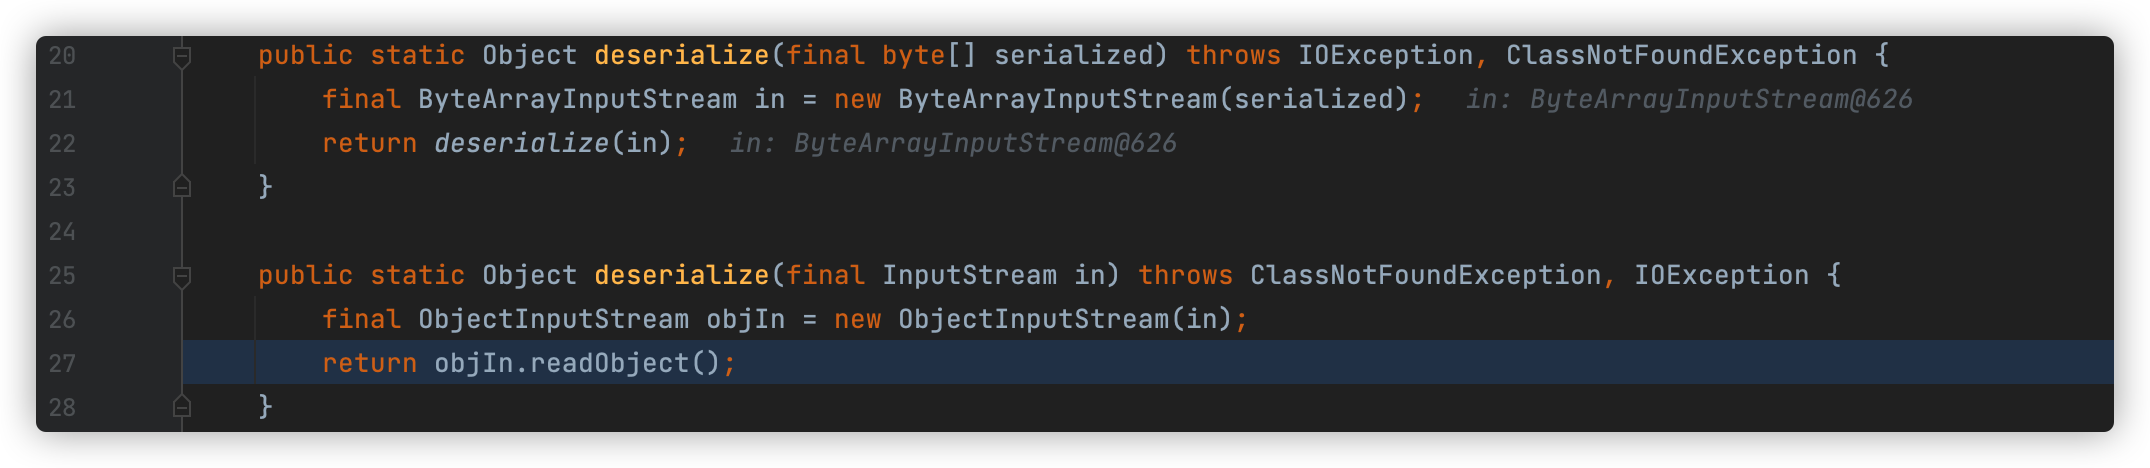 20 public static Object deserialize(final byte[] serialized) throws IOException, ClassNotFoundException {
21 final ByteArrayInputStream in = new ByteArrayInputStream(serialized); in: ByteArrayInputStream@626
22 return deserialize(in); in: ByteArrayInputStream@626
23 }
24
25 public static Object deserialize(final InputStream in) throws ClassNotFoundException, IOException {
26 final ObjectInputStream objIn = new ObjectInputStream(in);
27 return objIn.readObject();
28 }